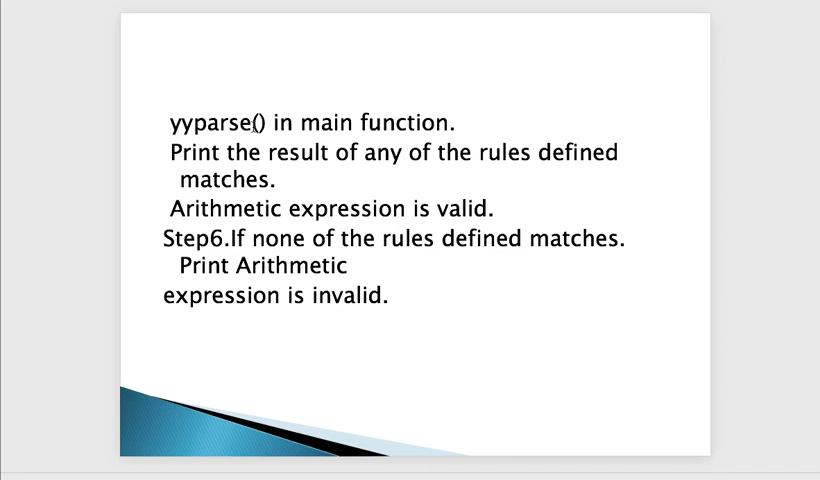 yyparse() in main function.
Print the result of any of the rules defined
matches.
Arithmetic expression is valid.
Step6.If none of the rules defined matches.
Print Arithmetic
expression is invalid.